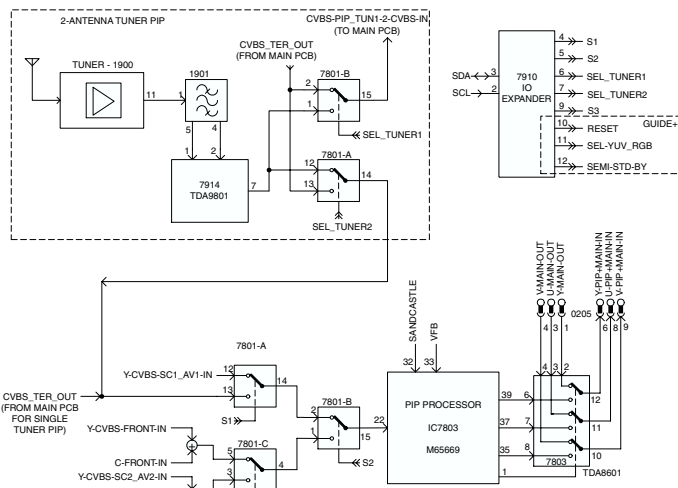 2-ANTENNA TUNER PIP
CVBS-PIP_TUN1-2-CVBS-IN
(TO MAIN PCB)
CVBS_TER_OUT
(FROM MAIN PCB)
TUNER - 1900
11
1
1901
5
4
1
2
7914
TDA9801
7
7801-B
2
1
15
SEL_TUNER1
7801-A
12
13
14
SEL_TUNER2
SDA
3
SCL
2
7910
IO
EXPANDER
4
S1
5
S2
6
SEL_TUNER1
7
SEL_TUNER2
9
S3
10
RESET
GUIDE+
11
SEL-YUV_RGB
12
SEMI-STD-BY
V-MAIN-OUT
U-MAIN-OUT
Y-MAIN-OUT
Y-PIP+MAIN-IN
U-PIP+MAIN-IN
V-PIP+MAIN-IN
0205
4
3
1
6
8
9
SANDCASTLE
VFB
32
33
7801-A
Y-CVBS-SC1_AV1-IN
12
13
14
S1
CVBS_TER_OUT
(FROM MAIN PCB
FOR SINGLE
TUNER PIP)
Y-CVBS-FRONT-IN
C-FRONT-IN
Y-CVBS-SC2_AV2-IN
7801-C
5
3
4
7801-B
2
1
15
S2
22
PIP PROCESSOR
IC7803
M65669
39
37
35
1
4
3
2
6
7
8
12
11
10
7803
TDA8601